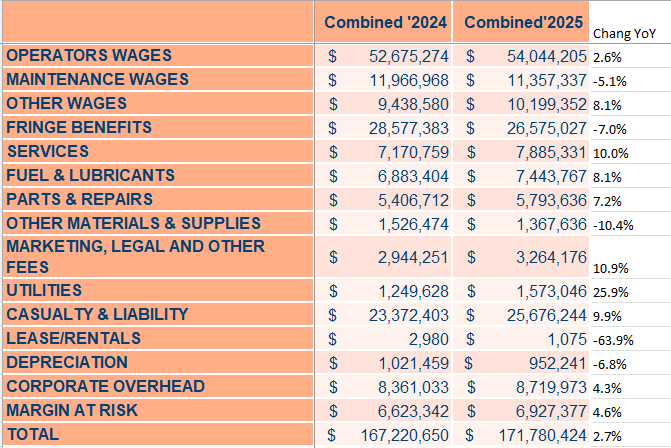 Combined '2024 Combined'2025 Chang YoY
OPERATORS WAGES $ 52,675,274 $ 54,044,205 2.6%
MAINTENANCE WAGES $ 11,966,968 $ 11,357,337 -5.1%
OTHER WAGES $ 9,438,580 $ 10,199,352 8.1%
FRINGE BENEFITS $ 28,577,383 $ 26,575,027 -7.0%
SERVICES $ 7,170,759 $ 7,885,331 10.0%
FUEL & LUBRICANTS $ 6,883,404 $ 7,443,767 8.1%
PARTS & REPAIRS $ 5,406,712 $ 5,793,636 7.2%
OTHER MATERIALS & SUPPLIES $ 1,526,474 $ 1,367,636 -10.4%
MARKETING, LEGAL AND OTHER
FEES $ 2,944,251 $ 3,264,176 10.9%
UTILITIES $ 1,249,628 $ 1,573,046 25.9%
CASUALTY & LIABILITY $ 23,372,403 $ 25,676,244 9.9%
LEASE/RENTALS $ 2,980 $ 1,075 -63.9%
DEPRECIATION $ 1,021,459 $ 952,241 -6.8%
CORPORATE OVERHEAD $ 8,361,033 $ 8,719,973 4.3%
MARGIN AT RISK $ 6,623,342 $ 6,927,377 4.6%
TOTAL $ 167,220,650 $ 171,780,424 2.7%